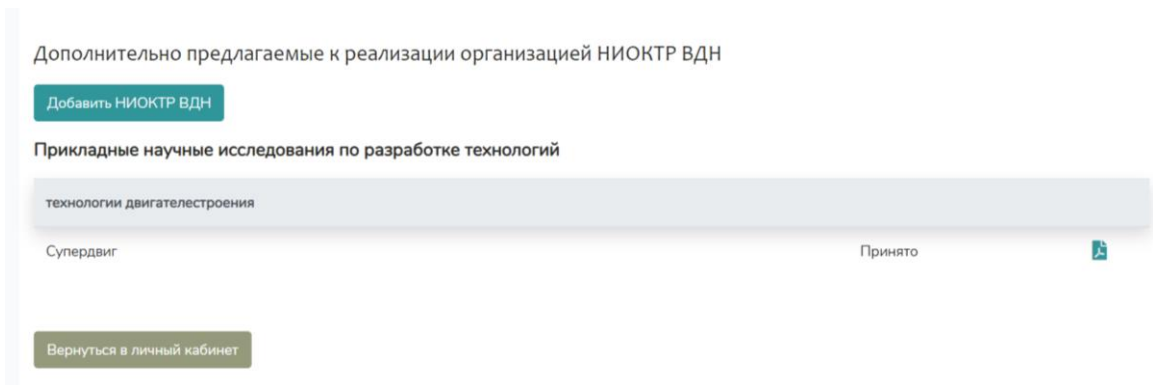 Дополнительно предлагаемые к реализации организацией НИОКТР ВДН
Добавить НИОКТР ВДН
Прикладные научные исследования по разработке технологий
технологии двигателестроения
Супердвиг Принято
Вернуться в личный кабинет